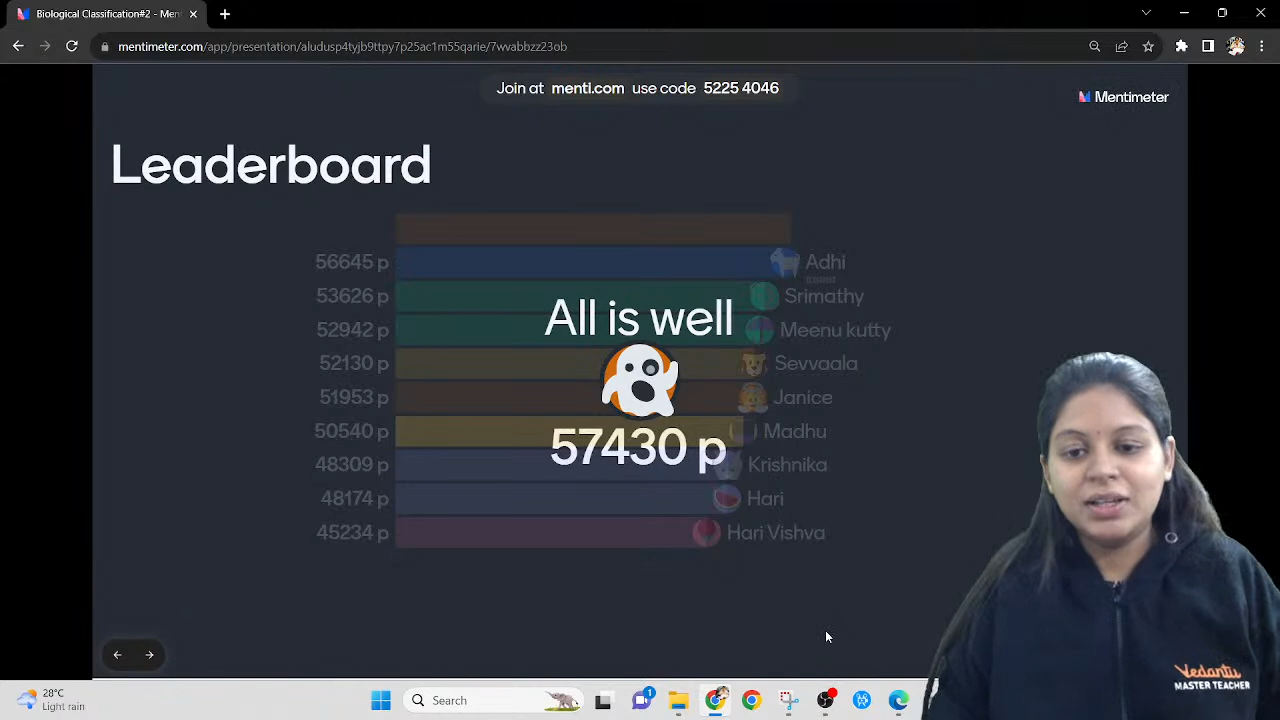 Biological Classification#2 - Men
mentimeter.com/app/presentation/aludusp4tyjb9ttpy7p25ac1m55qarie/7wvabbzz23ob
Join at menti.com use code 5225 4046
Mentimeter
Leaderboard
56645 p Adhi
53626 p Srimathy
All is well
52942 p Meenu kutty
52130 p Sevvaala
51953 p Janice
50540 p Madhu
57430 p
48309 p Krishnika
48174 p Hari
45234 p Hari Vishva
Vedantu
MASTER TEACHER
28°C
Light rain
Search
1